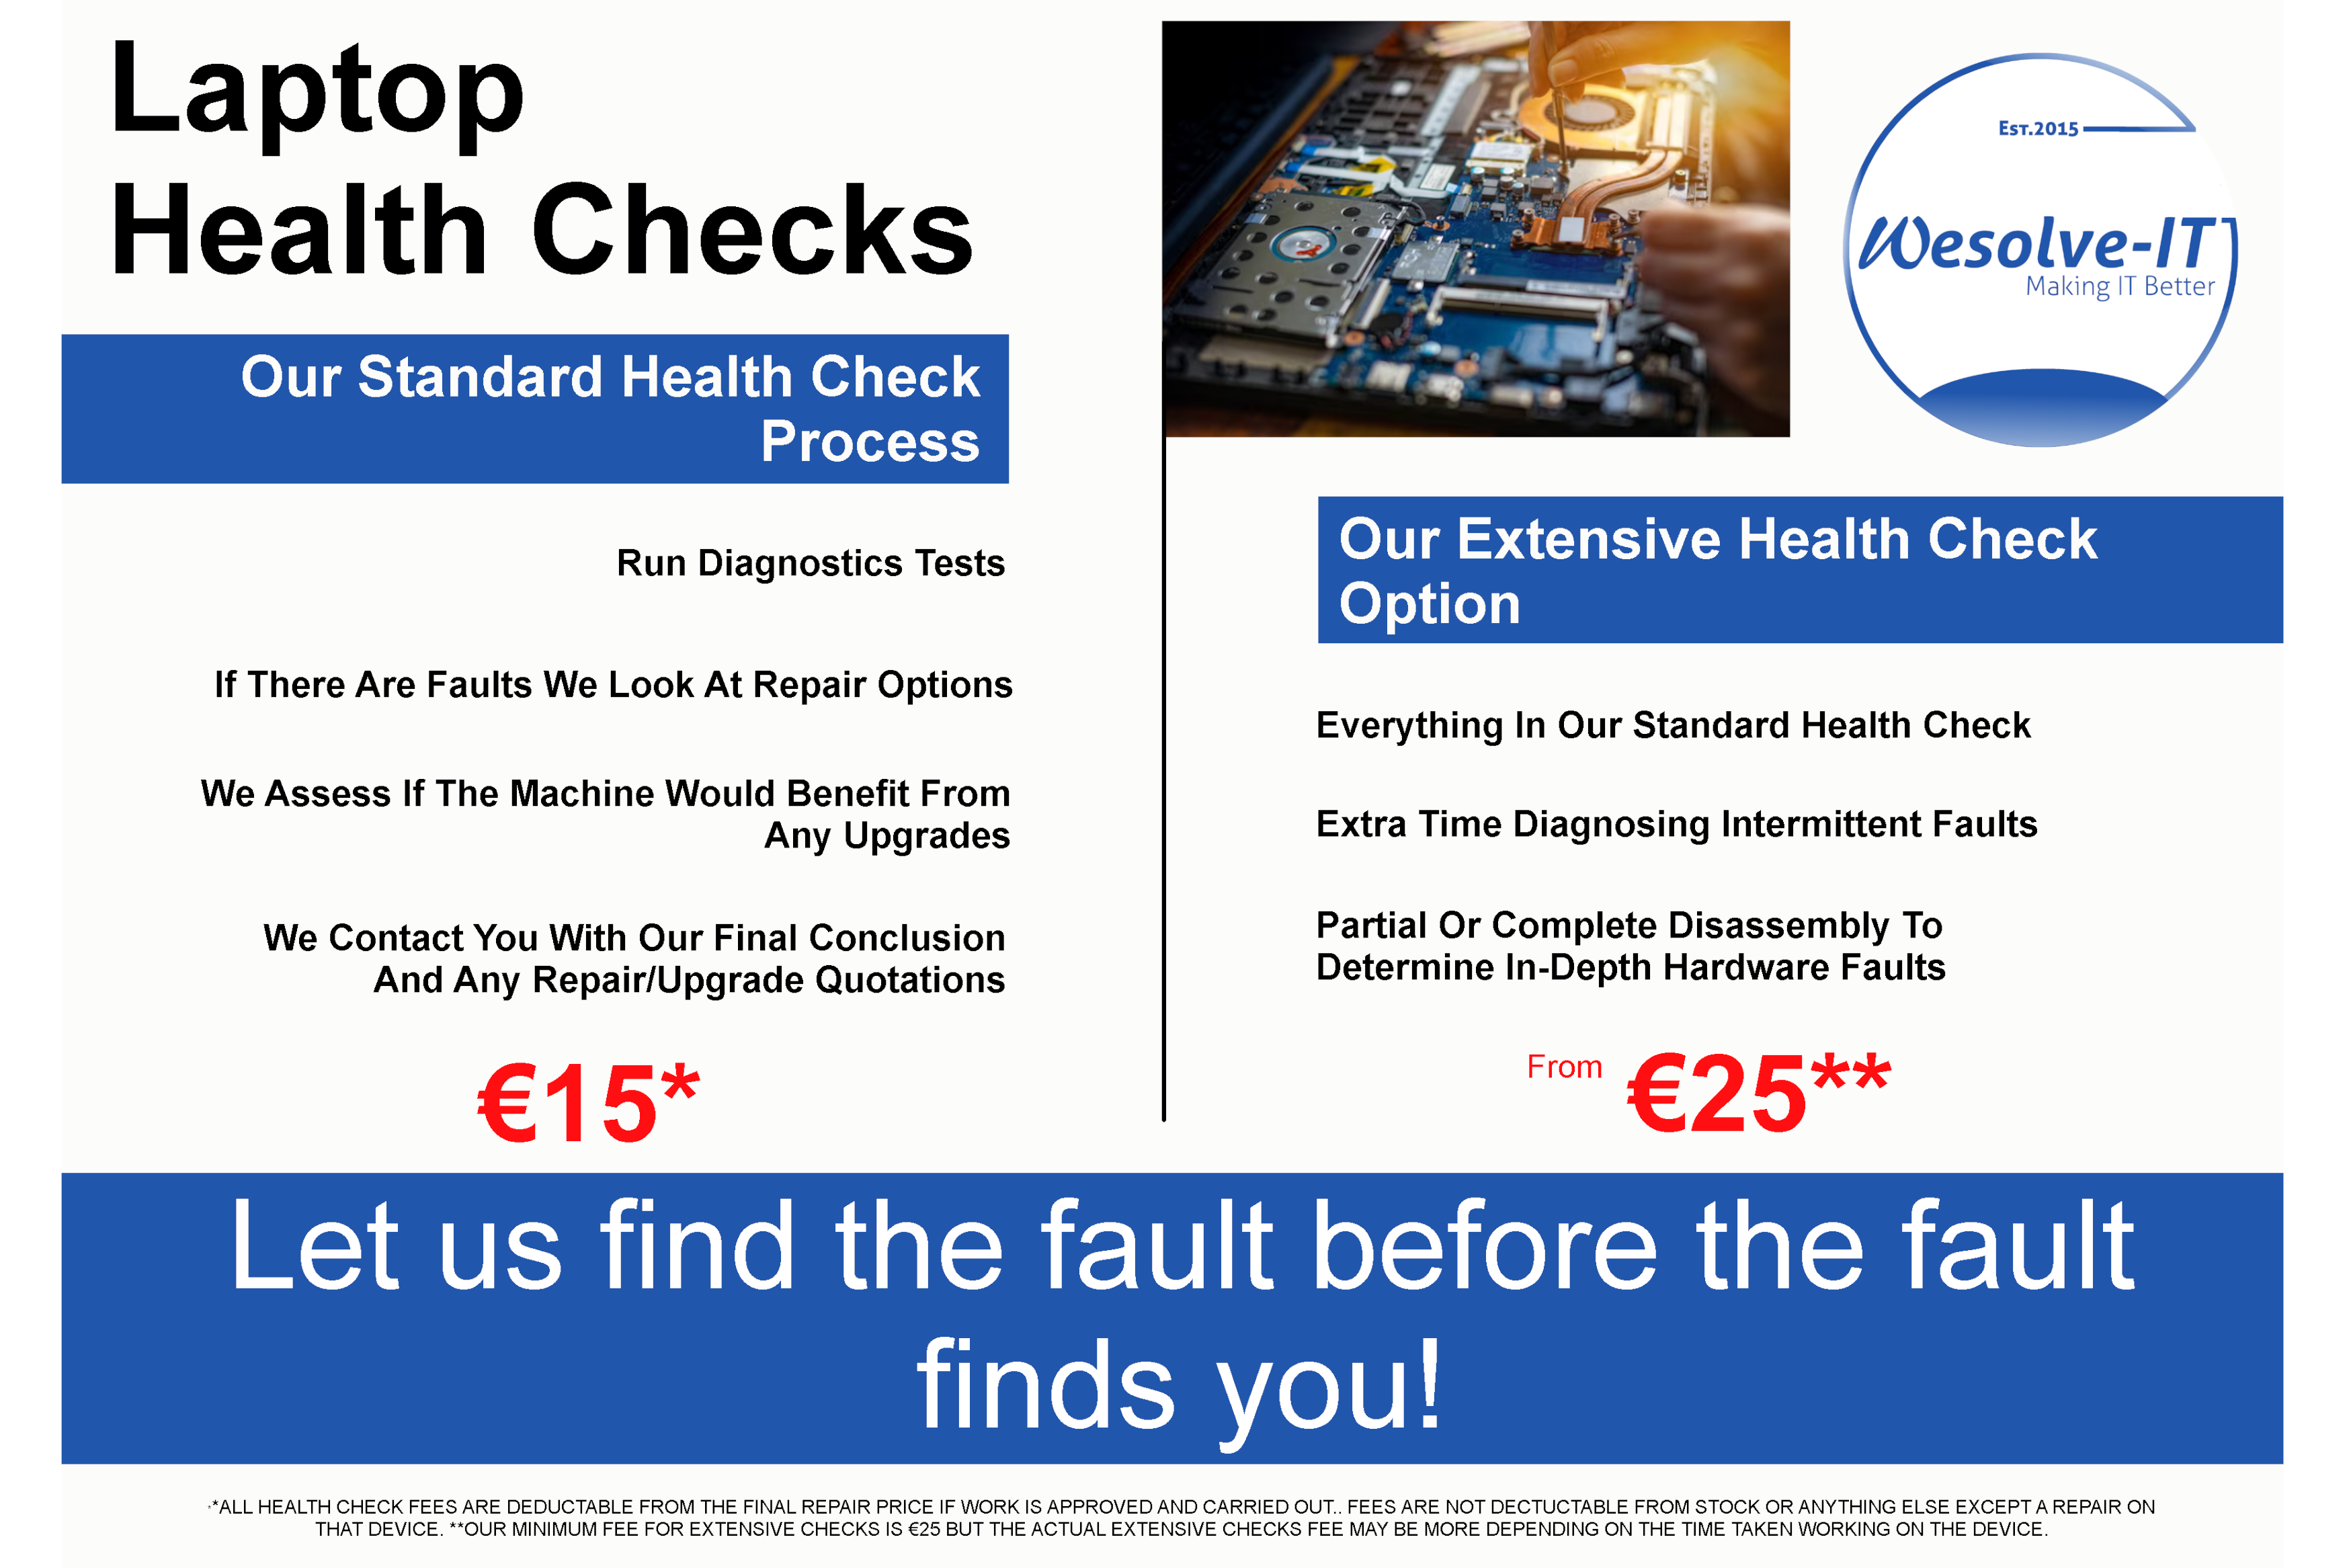 Laptop
Health Checks
Est.2015
Wesolve-IT
Making IT Better
Our Standard Health Check
Process
Run Diagnostics Tests
If There Are Faults We Look At Repair Options
We Assess If The Machine Would Benefit From
Any Upgrades
We Contact You With Our Final Conclusion
And Any Repair/Upgrade Quotations
€15*
Our Extensive Health Check
Option
Everything In Our Standard Health Check
Extra Time Diagnosing Intermittent Faults
Partial Or Complete Disassembly To
Determine In-Depth Hardware Faults
From €25**
Let us find the fault before the fault
finds you!
*ALL HEALTH CHECK FEES ARE DEDUCTABLE FROM THE FINAL REPAIR PRICE IF WORK IS APPROVED AND CARRIED OUT.. FEES ARE NOT DECTUCTABLE FROM STOCK OR ANYTHING ELSE EXCEPT A REPAIR ON
THAT DEVICE. **OUR MINIMUM FEE FOR EXTENSIVE CHECKS IS €25 BUT THE ACTUAL EXTENSIVE CHECKS FEE MAY BE MORE DEPENDING ON THE TIME TAKEN WORKING ON THE DEVICE.